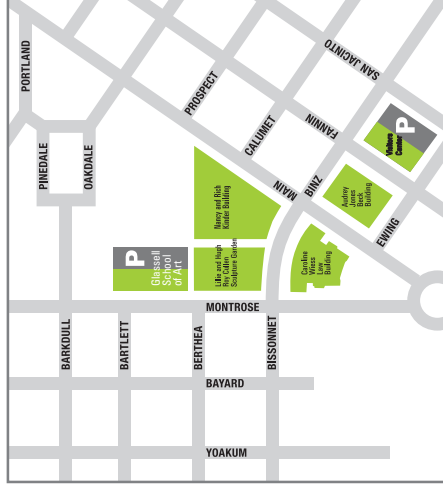 PORTLAND
SAN JACINTO
PROSPECT
CALUMET
FANNIN
PINEDALE
OAKDALE
P
Visitors
Center
MAIN
BINZ
Nancy and Rich
Kinder Building
Audrey
Jones
Beck
Building
EWING
P
Glassell
School
of Art
Lillie and Hugh
Roy Cullen
Sculpture Garden
Caroline
Wiess
Law
Building
MONTROSE
BARKDULL
BARTLETT
BERTHEA
BISSONNET
BAYARD
YOAKUM